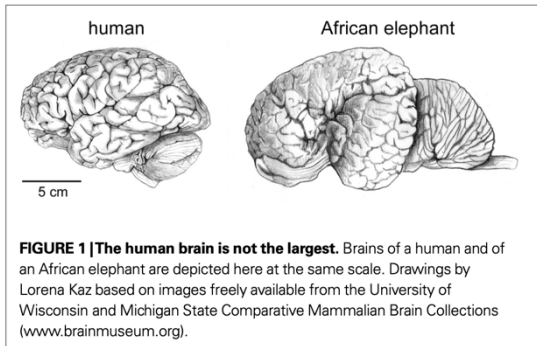 human
African elephant
5 cm
FIGURE 1 | The human brain is not the largest. Brains of a human and of
an African elephant are depicted here at the same scale. Drawings by
Lorena Kaz based on images freely available from the University of
Wisconsin and Michigan State Comparative Mammalian Brain Collections
(www.brainmuseum.org).